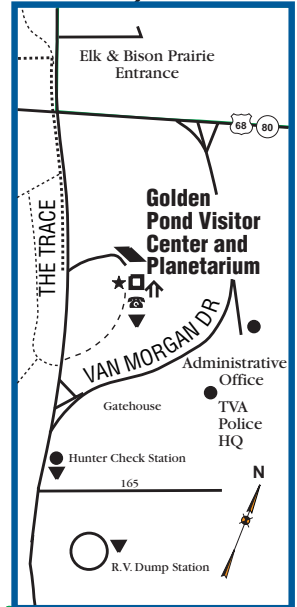 Elk & Bison Prairie
Entrance
68
80
Golden
Pond Visitor
Center and
Planetarium
THE TRACE
VAN MORGAN DR
Administrative
Office
Gatehouse
TVA
Police
HQ
Hunter Check Station
165
N
R.V. Dump Station